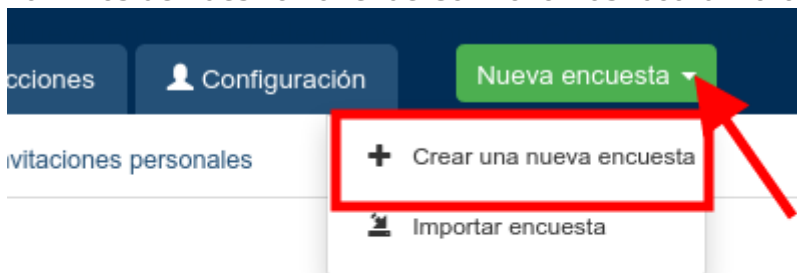 cciones Configuración Nueva encuesta
vitaciones personales Crear una nueva encuesta
Importar encuesta